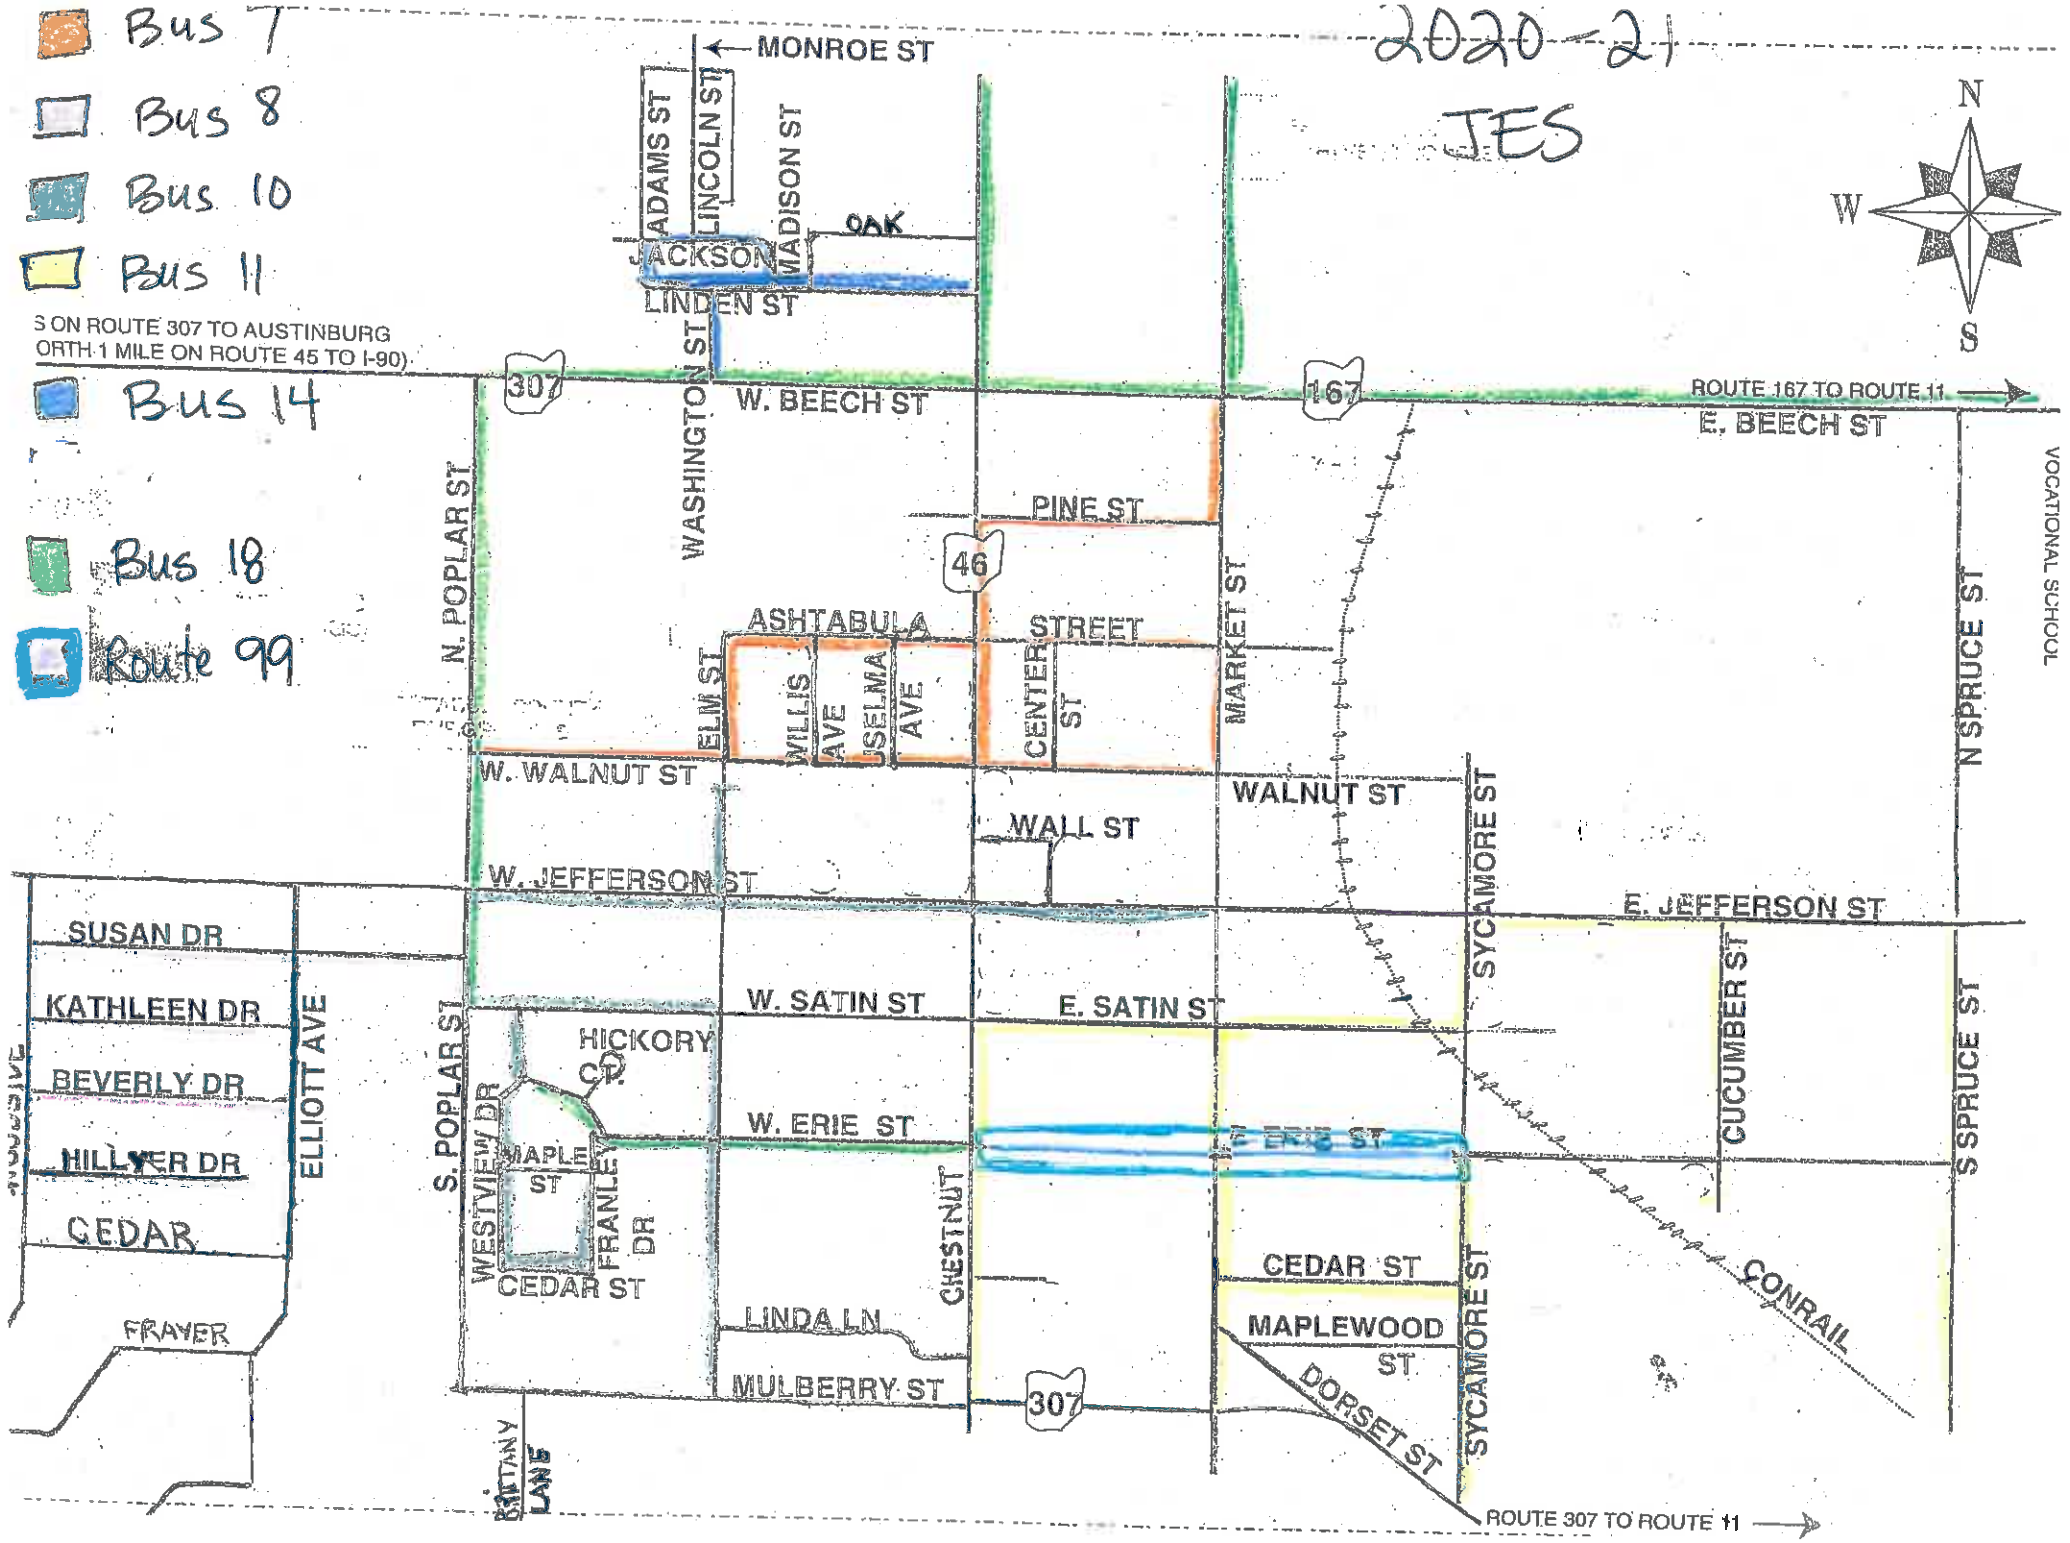 Bus 7
2020-21
← MONROE ST
Bus 8
JES
N
ADAMS ST
LINCOLN ST
MADISON ST
Bus 10
W
OAK
JACKSON
Bus 11
LINDEN ST
S
S ON ROUTE 307 TO AUSTINBURG
ORTH 1 MILE ON ROUTE 45 TO I-90)
307
167
ROUTE 167 TO ROUTE 11
Bus 14
W. BEECH ST
E. BEECH ST
WASHINGTON ST
VOCATIONAL SCHOOL
N. POPLAR ST
PINE ST
46
Bus 18
MARKET ST
N SPRUCE ST
ASHTABULA
STREET
Route 99
ELM ST
WILLIS
AVE
SELMA
AVE
CENTER
ST
W. WALNUT ST
WALNUT ST
SYCAMORE ST
WALL ST
W. JEFFERSON ST
E. JEFFERSON ST
SUSAN DR
KATHLEEN DR
ELLIOTT AVE
S. POPLAR ST
W. SATIN ST
E. SATIN ST
CUCUMBER ST
S SPRUCE ST
HICKORY
CT.
BEVERLY DR
WESTVIEW DR
W. ERIE ST
E ERIE ST
HILLYER DR
MAPLE
ST
FRANLEY
DR
CHESTNUT
CEDAR
CEDAR ST
CEDAR ST
SYCAMORE ST
CONRAIL
FRAYER
LINDA LN
MAPLEWOOD
ST
MULBERRY ST
307
DORSET ST
BRITTANY
LANE
ROUTE 307 TO ROUTE 11